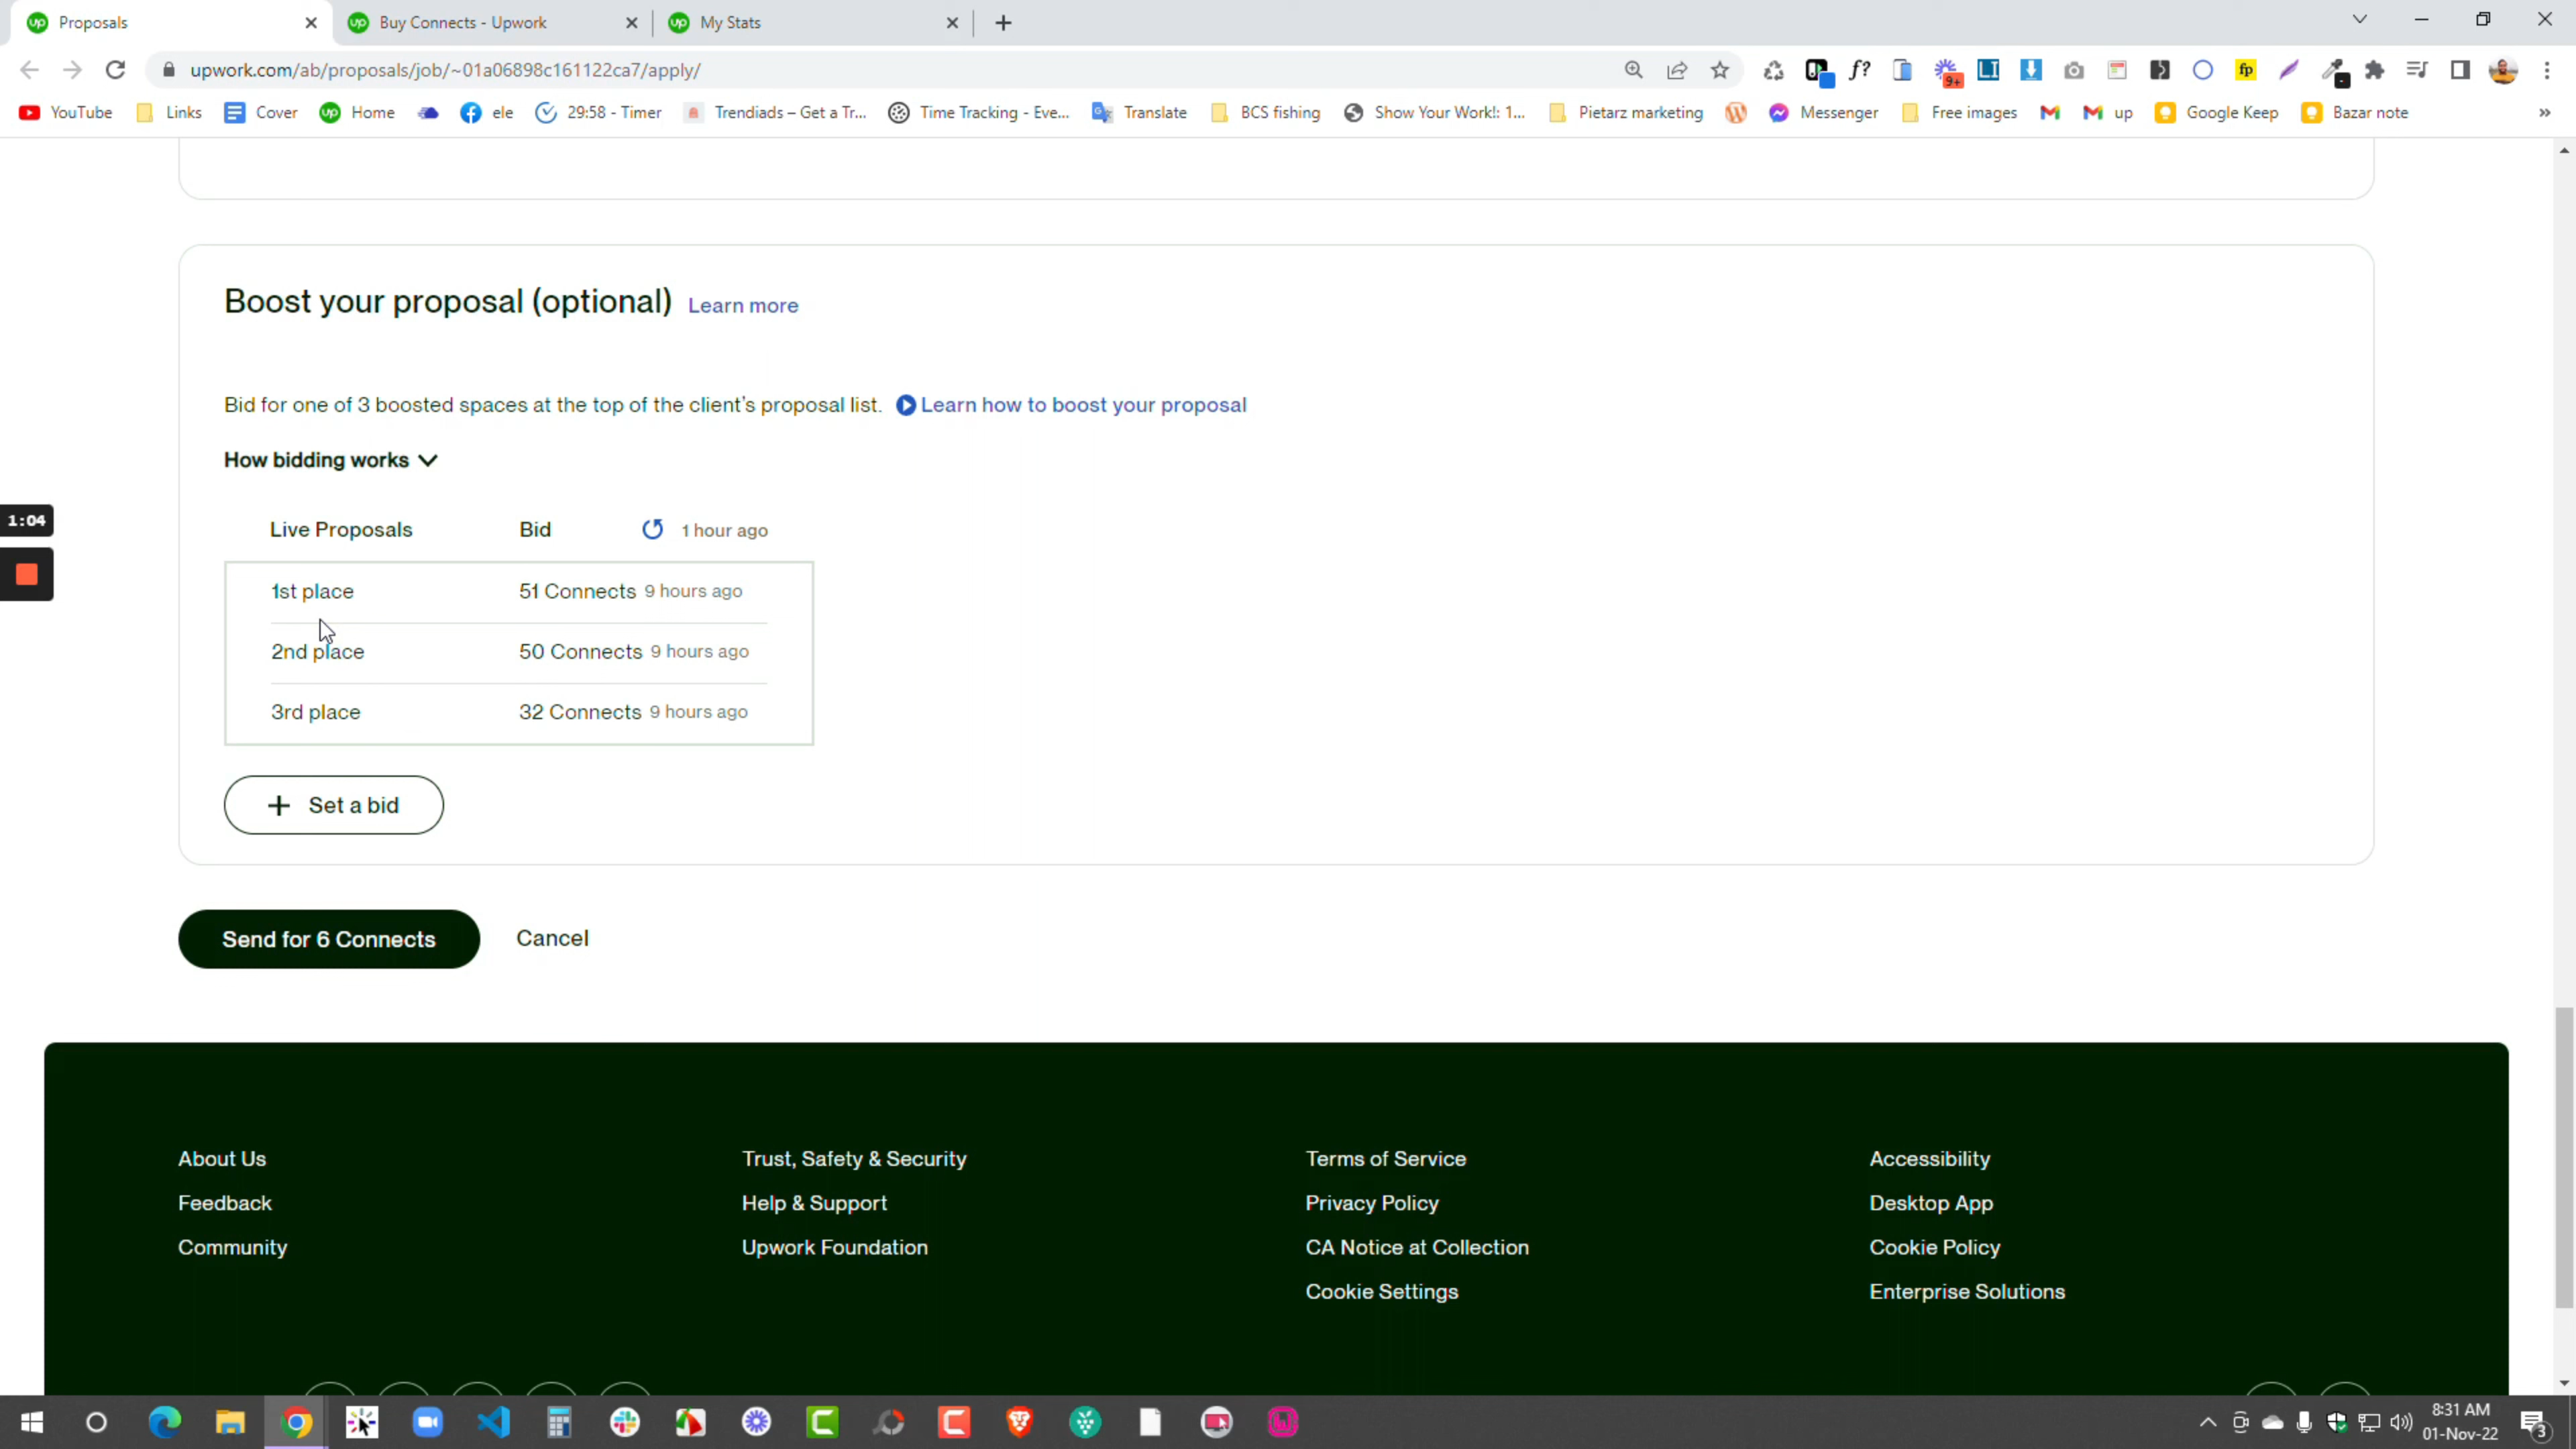 Proposals
Buy Connects - Upwork
My Stats
upwork.com/ab/proposals/job/~01a06898c161122ca7/apply/
f?
9+
LI
fp
YouTube
Links
Cover
Home
ele
29:58 - Timer
Trendiads – Get a Tr...
Time Tracking - Eve...
Translate
BCS fishing
Show Your Work!: 1...
Pietarz marketing
Messenger
Free images
up
Google Keep
Bazar note
Boost your proposal (optional) Learn more
Bid for one of 3 boosted spaces at the top of the client's proposal list. Learn how to boost your proposal
How bidding works
1:04
Live Proposals Bid 1 hour ago
1st place 51 Connects 9 hours ago
2nd place 50 Connects 9 hours ago
3rd place 32 Connects 9 hours ago
+ Set a bid
Send for 6 Connects Cancel
About Us Trust, Safety & Security Terms of Service Accessibility
Feedback Help & Support Privacy Policy Desktop App
Community Upwork Foundation CA Notice at Collection Cookie Policy
Cookie Settings Enterprise Solutions
8:31 AM
01-Nov-22
3